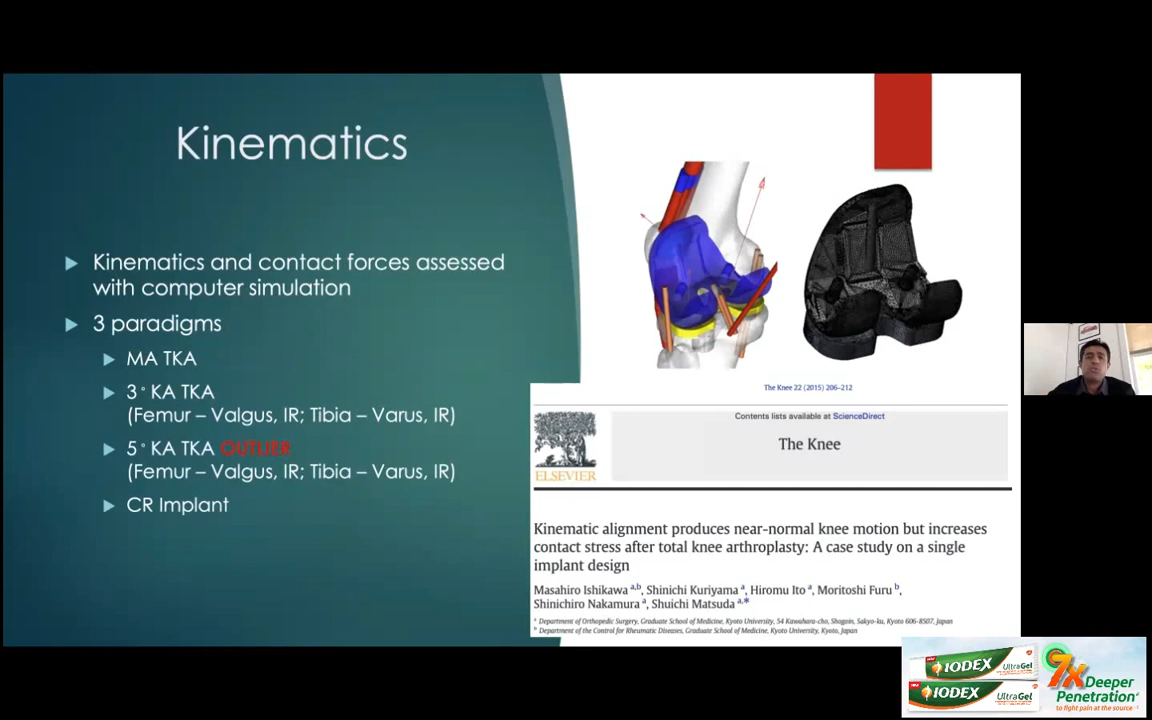 Kinematics
Kinematics and contact forces assessed
with computer simulation
3 paradigms
MA TKA
3° KA TKA
(Femur – Valgus, IR; Tibia – Varus, IR)
5° KA TKA OUTLIER
(Femur – Valgus, IR; Tibia – Varus, IR)
CR Implant
The Knee 22 (2015) 206–212
Contents lists available at ScienceDirect
The Knee
ELSEVIER
Kinematic alignment produces near-normal knee motion but increases
contact stress after total knee arthroplasty: A case study on a single
implant design
Masahiro Ishikawa a,b, Shinichi Kuriyama a, Hiromu Ito a, Moritoshi Furu b,
Shinichiro Nakamura a, Shuichi Matsuda a,*
a Department of Orthopedic Surgery, Graduate School of Medicine, Kyoto University, 54 Kawahara-cho, Shogoin, Sakyo-ku, Kyoto 606-8507, Japan
b Department of the Control for Rheumatic Diseases, Graduate School of Medicine, Kyoto University, Kyoto, Japan
IODEX UltraGel
IODEX UltraGel
7x Deeper
Penetration
to fight pain at the source